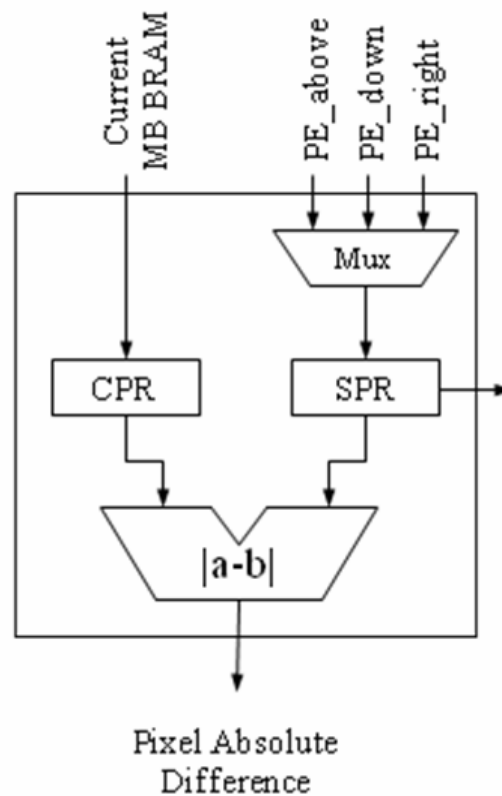 Current
MB BRAM
PE_above
PE_down
PE_right
Mux
CPR
SPR
|a-b|
Pixel Absolute
Difference